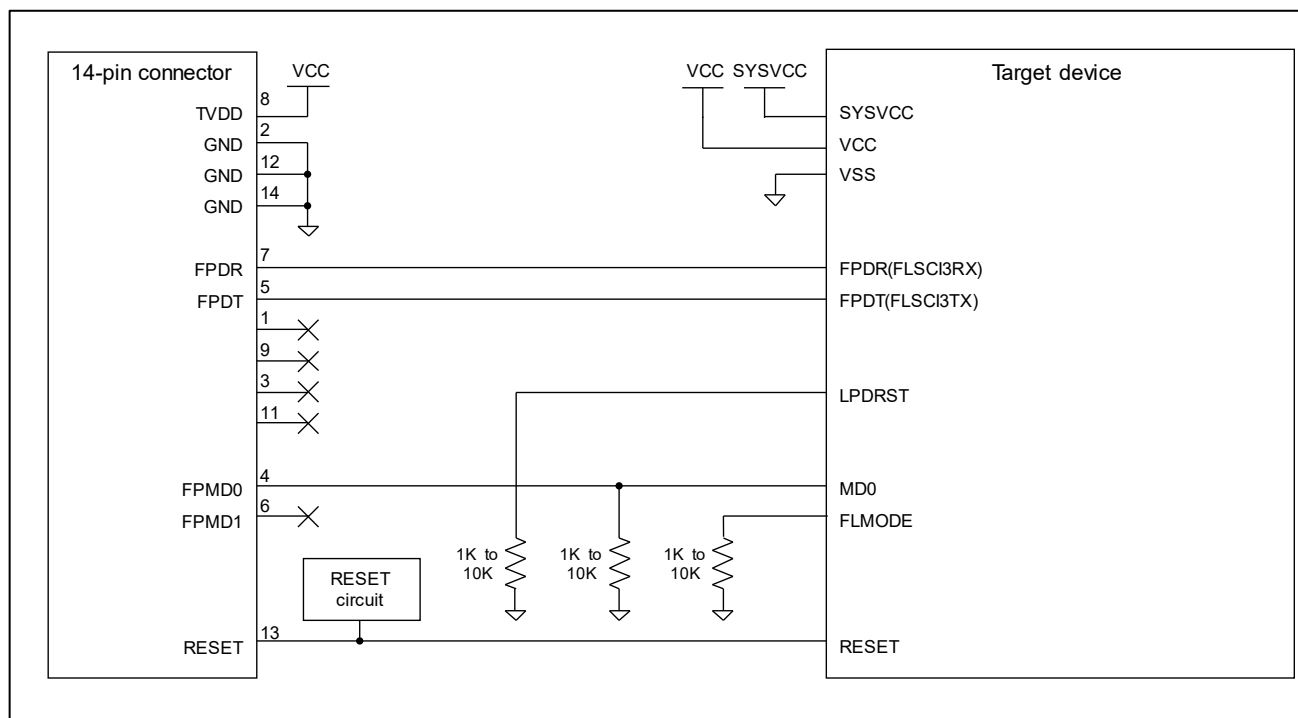 14-pin connector
VCC
VCC
SYSVCC
Target device
8
TVDD
2
GND
12
GND
14
GND
SYSVCC
VCC
VSS
7
FPDR
FPDR(FLSCI3RX)
5
FPDT
FPDT(FLSCI3TX)
1
9
3
11
LPDRST
4
FPMD0
MD0
6
FPMD1
FLMODE
1K to
10K
1K to
10K
1K to
10K
RESET
circuit
13
RESET
RESET